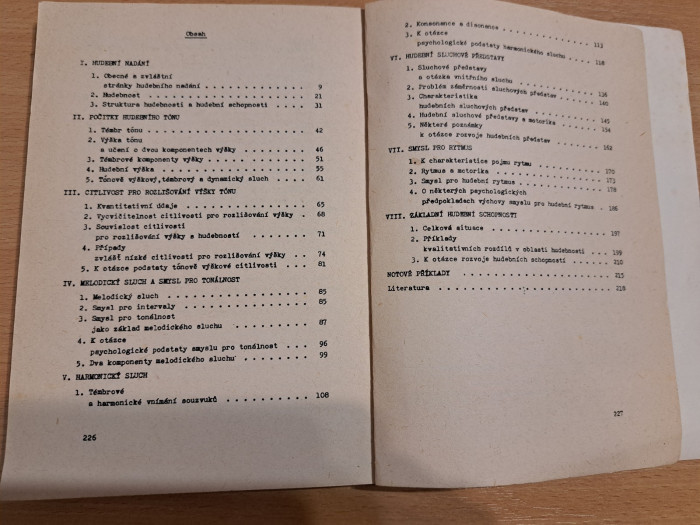 Obsah
I. HUDEBNÍ NADÁNÍ
1. Obecné a zvláštní
stránky hudebního nadání . . . . . . . . . . . . 9
2. Hudebnost . . . . . . . . . . . . . . . . . . . . . 21
3. Struktura hudebnosti a hudební schopnosti . . . . 31
II. POČITKY HUDEBNÍHO TÓNU
1. Témbr tónu . . . . . . . . . . . . . . . . . . . . 42
2. Výška tónu
a učení o dvou komponentech výšky . . . . . . . . 46
3. Témbrové komponenty výšky . . . . . . . . . . . . 51
4. Hudební výška . . . . . . . . . . . . . . . . . . 55
5. Tónově výškový, témbrový a dynamický sluch . . . . 61
III. CITLIVOST PRO ROZLIŠOVÁNÍ VÝŠKY TÓNU
1. Kvantitativní údaje . . . . . . . . . . . . . . . 65
2. Vycvičitelnost citlivosti pro rozlišování výšky . 68
3. Souvislost citlivosti
pro rozlišování výšky s hudebností . . . . . . . 71
4. Případy
zvlášť nízké citlivosti pro rozlišování výšky . . 74
5. K otázce podstaty tónově výškové citlivosti . . . 81
IV. MELODICKÝ SLUCH A SMYSL PRO TONÁLNOST
1. Melodický sluch . . . . . . . . . . . . . . . . . 85
2. Smysl pro intervaly . . . . . . . . . . . . . . . 85
3. Smysl pro tonálnost
jako základ melodického sluchu . . . . . . . . . 87
4. K otázce
psychologické podstaty smyslu pro tonálnost . . . 96
5. Dva komponenty melodického sluchu . . . . . . . . 99
V. HARMONICKÝ SLUCH
1. Témbrové
a harmonické vnímání souzvuků . . . . . . . . . . 108
226
2. Konsonance a disonance . . . . . . . . . . . . . . 113
3. K otázce
psychologické podstaty harmonického sluchu . . . 118
VI. HUDEBNÍ SLUCHOVÉ PŘEDSTAVY
1. Sluchové představy
a otázka vnitřního sluchu . . . . . . . . . . . . 126
2. Problém záměrnosti sluchových představ . . . . . . 140
3. Charakteristika
hudebních sluchových představ . . . . . . . . . . 145
4. Hudební sluchové představy a motorika . . . . . . 154
5. Některé poznámky
k otázce rozvoje hudebních představ . . . . . . . 162
VII. SMYSL PRO RYTMUS
1. K charakteristice pojmu rytmu . . . . . . . . . . 170
2. Rytmus a motorika . . . . . . . . . . . . . . . . 173
3. Smysl pro hudební rytmus . . . . . . . . . . . . . 178
4. O některých psychologických
předpokladech výchovy smyslu pro hudební rytmus . 186
VIII. ZÁKLADNÍ HUDEBNÍ SCHOPNOSTI
1. Celková situace . . . . . . . . . . . . . . . . . 197
2. Příklady
kvalitativních rozdílů v oblasti hudebnosti . . . 199
3. K otázce rozvoje hudebních schopností . . . . . . 210
NOTOVÉ PŘÍKLADY . . . . . . . . . . . . . . . . . . . 215
Literatura . . . . . . . . . . . . . . . . . . . . . 218
227